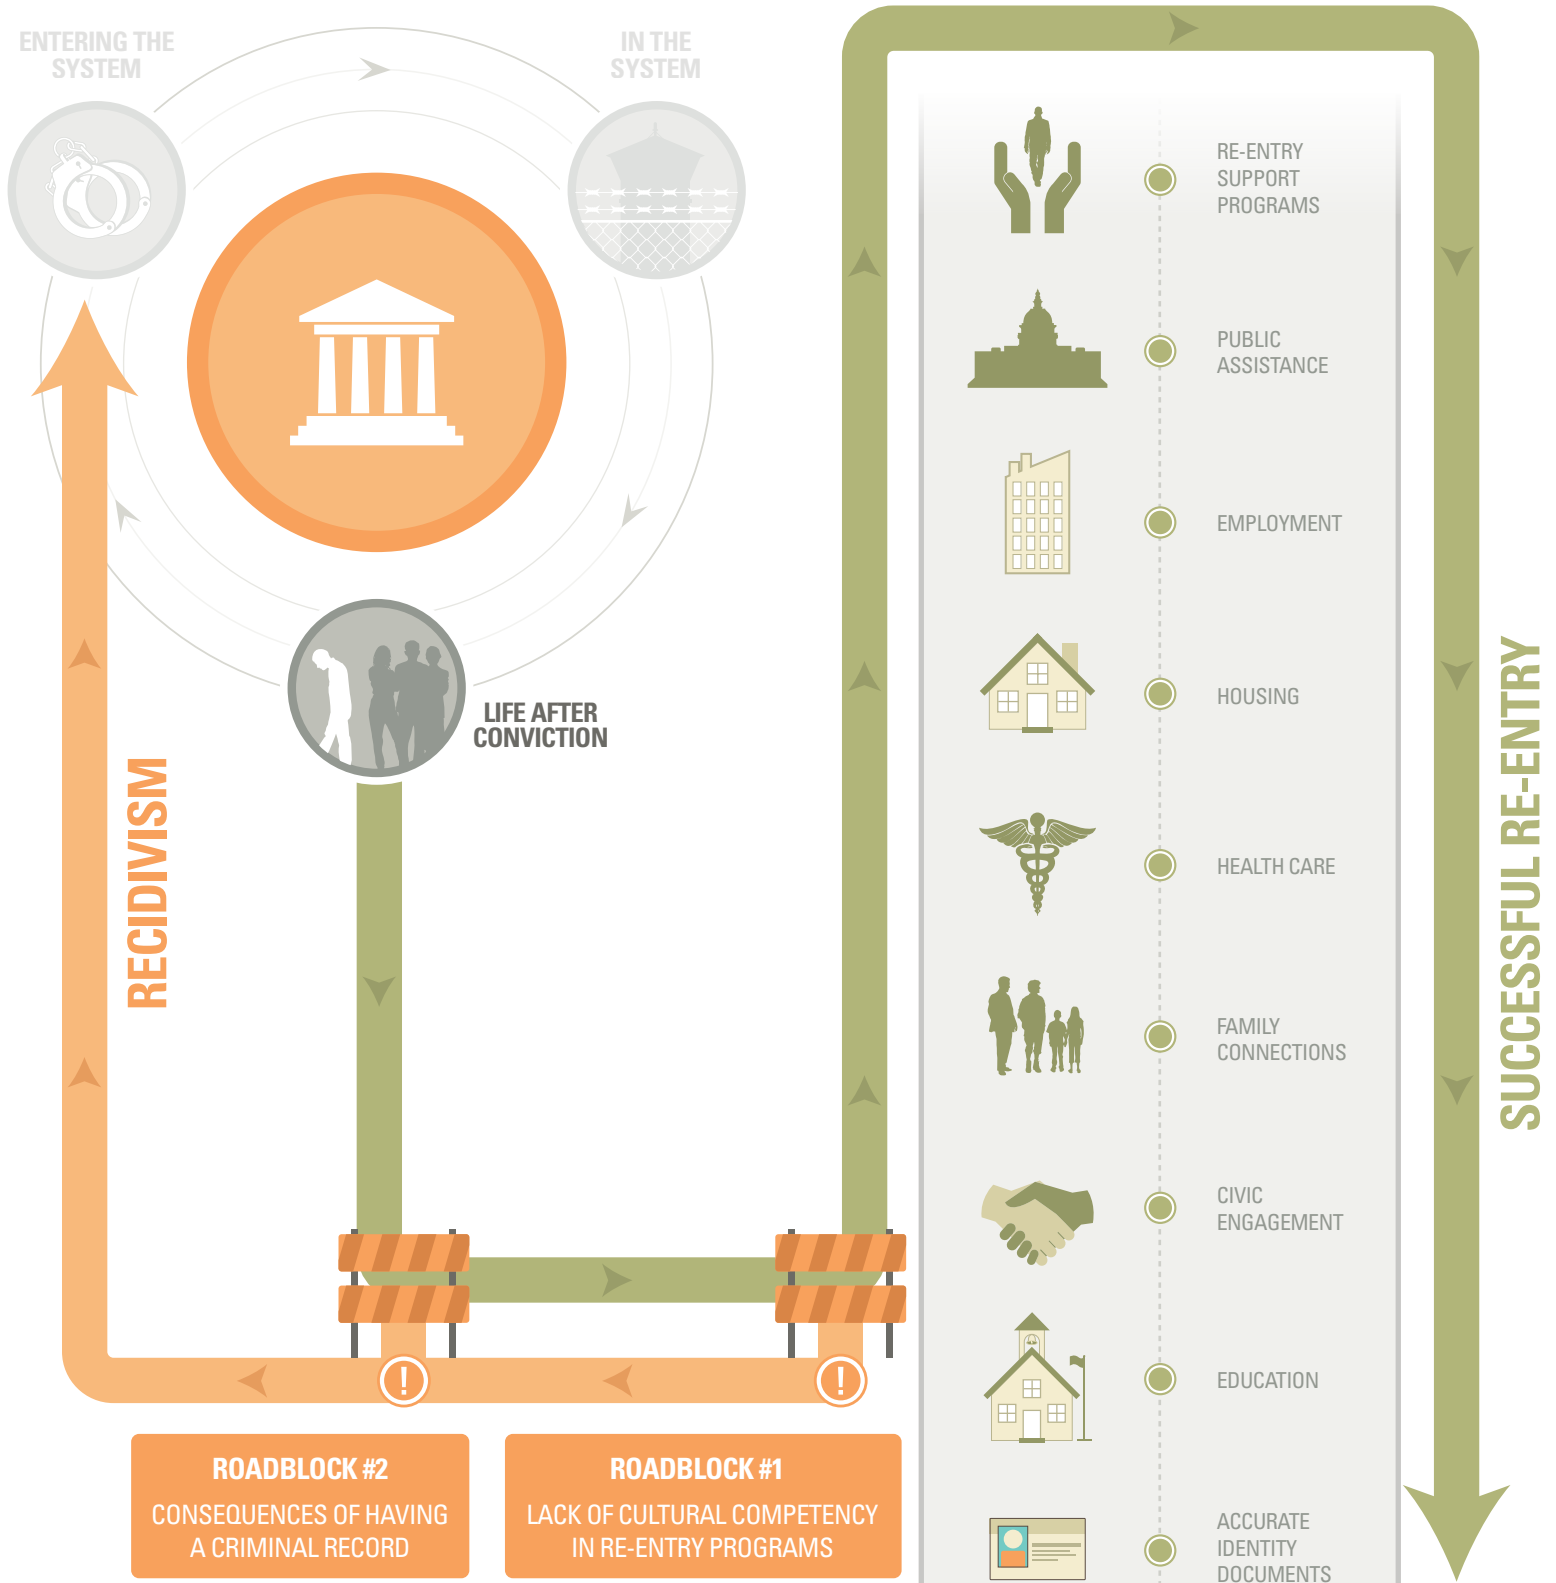 ENTERING THE
SYSTEM
IN THE
SYSTEM
LIFE AFTER
CONVICTION
RECIDIVISM
!
!
ROADBLOCK #2
CONSEQUENCES OF HAVING
A CRIMINAL RECORD
ROADBLOCK #1
LACK OF CULTURAL COMPETENCY
IN RE-ENTRY PROGRAMS
RE-ENTRY
SUPPORT
PROGRAMS
PUBLIC
ASSISTANCE
EMPLOYMENT
HOUSING
HEALTH CARE
FAMILY
CONNECTIONS
CIVIC
ENGAGEMENT
EDUCATION
ACCURATE
IDENTITY
DOCUMENTS
SUCCESSFUL RE-ENTRY